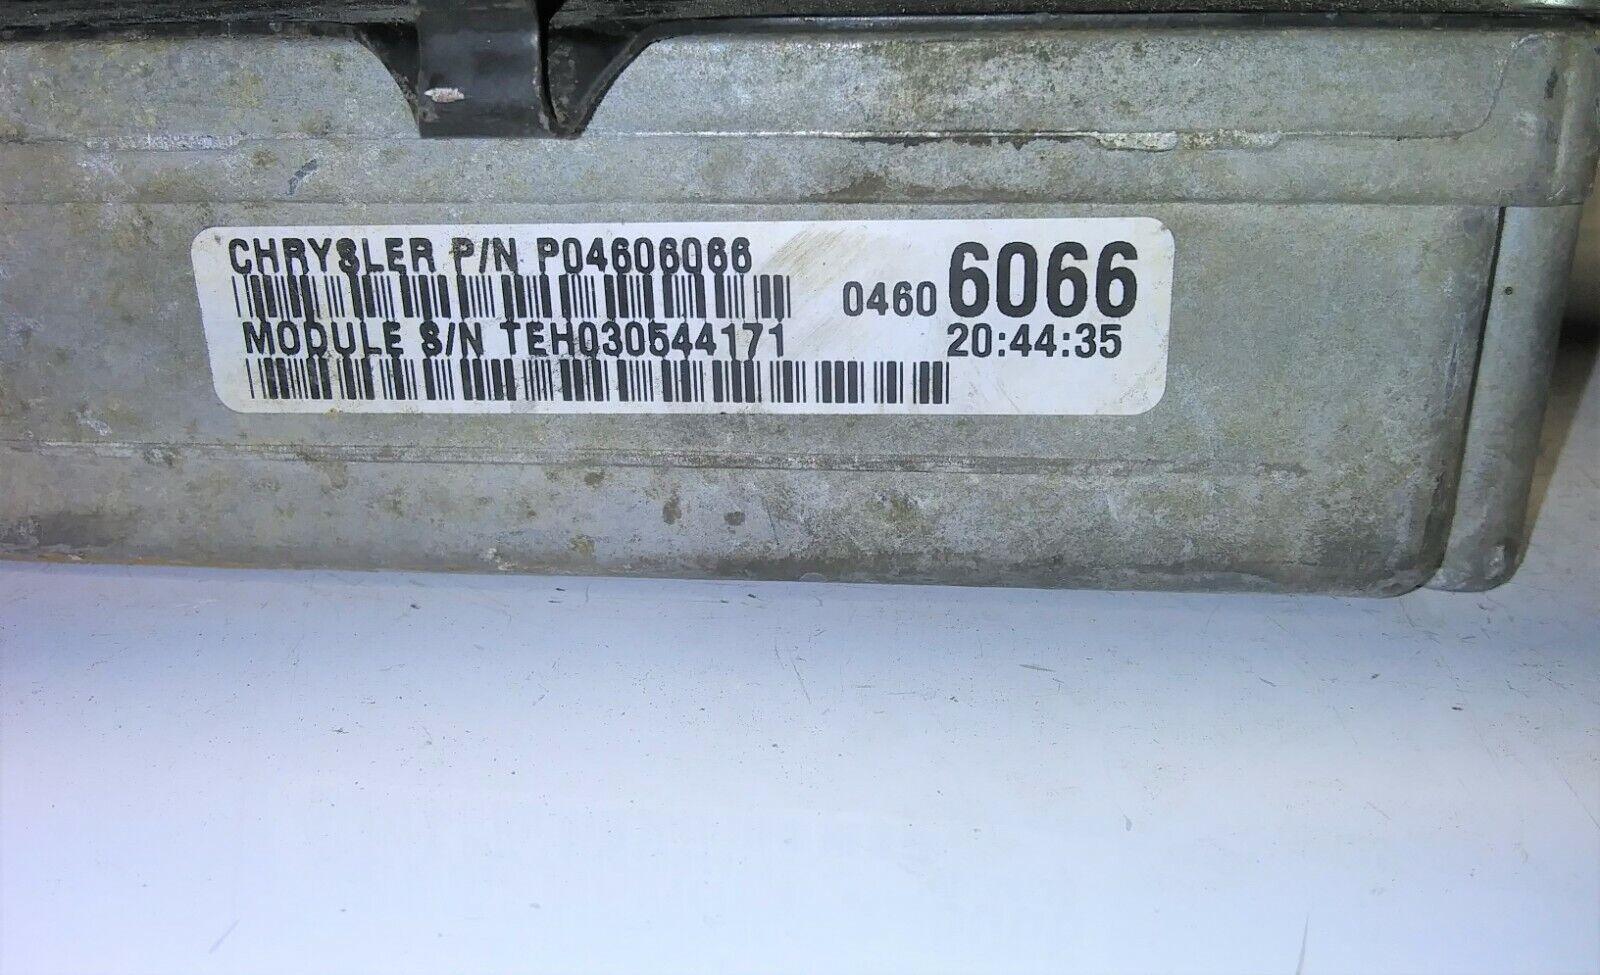 CHRYSLER P/N P04606066
0460 6066
MODULE S/N TEH030544171
20:44:35